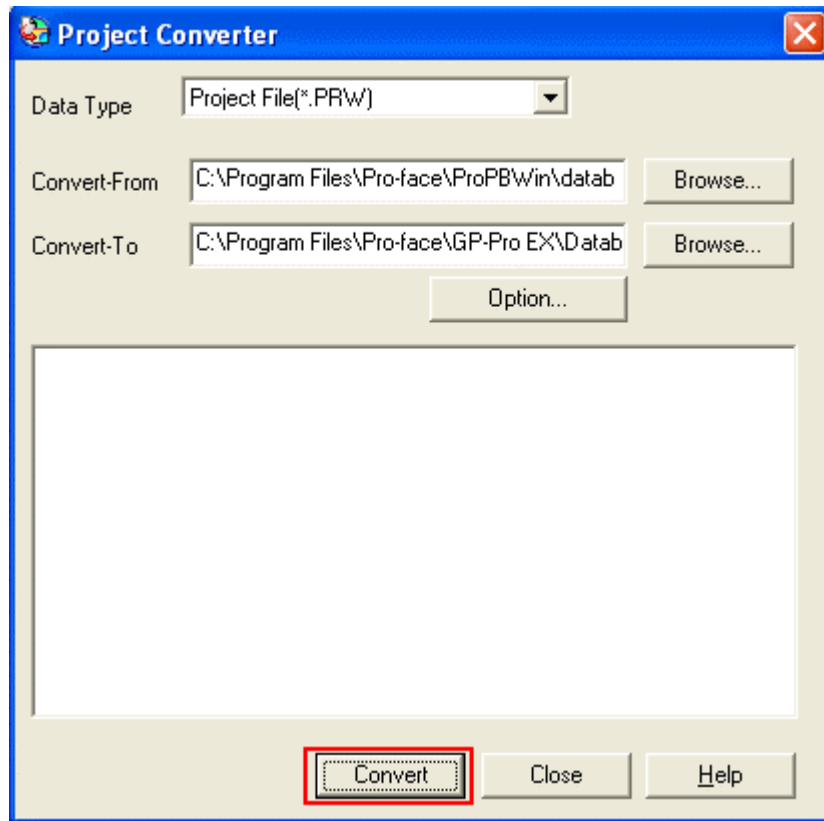 Project Converter
Data Type Project File(*.PRW)
Convert-From C:\Program Files\Pro-face\ProPBWin\datab Browse...
Convert-To C:\Program Files\Pro-face\GP-Pro EX\Datab Browse...
Option...
Convert Close Help